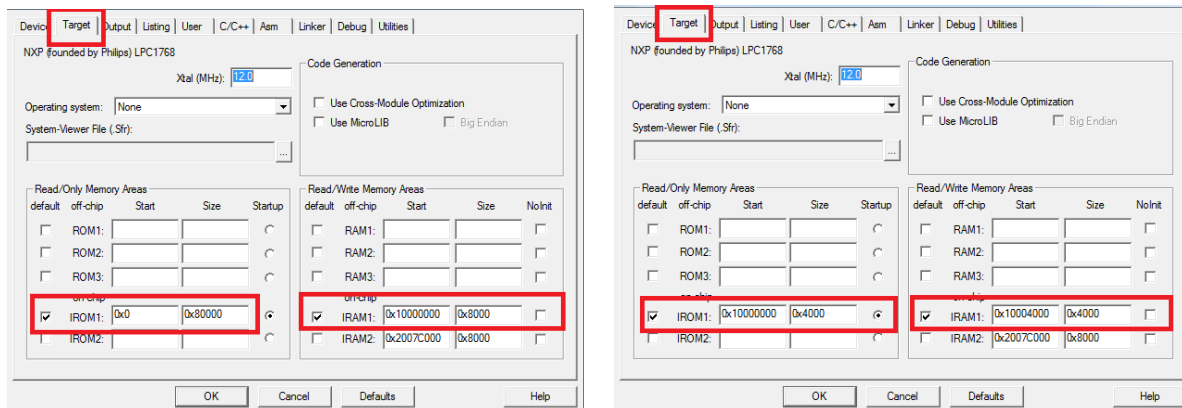 Device Target Output Listing User C/C++ Asm Linker Debug Utilities
NXP (founded by Philips) LPC1768
Xtal (MHz): 12.0
Operating system: None
System-Viewer File (.Sfr):
...
Code Generation
Use Cross-Module Optimization
Use MicroLIB Big Endian
Read/Only Memory Areas
default off-chip Start Size Startup
ROM1:
ROM2:
ROM3:
on-chip
IROM1: 0x0 0x80000
IROM2:
Read/Write Memory Areas
default off-chip Start Size NoInit
RAM1:
RAM2:
RAM3:
on-chip
IRAM1: 0x10000000 0x8000
IRAM2: 0x2007C000 0x8000
OK Cancel Defaults Help
Device Target Output Listing User C/C++ Asm Linker Debug Utilities
NXP (founded by Philips) LPC1768
Xtal (MHz): 12.0
Operating system: None
System-Viewer File (.Sfr):
...
Code Generation
Use Cross-Module Optimization
Use MicroLIB Big Endian
Read/Only Memory Areas
default off-chip Start Size Startup
ROM1:
ROM2:
ROM3:
on-chip
IROM1: 0x10000000 0x4000
IROM2:
Read/Write Memory Areas
default off-chip Start Size NoInit
RAM1:
RAM2:
RAM3:
on-chip
IRAM1: 0x10004000 0x4000
IRAM2: 0x2007C000 0x8000
OK Cancel Defaults Help